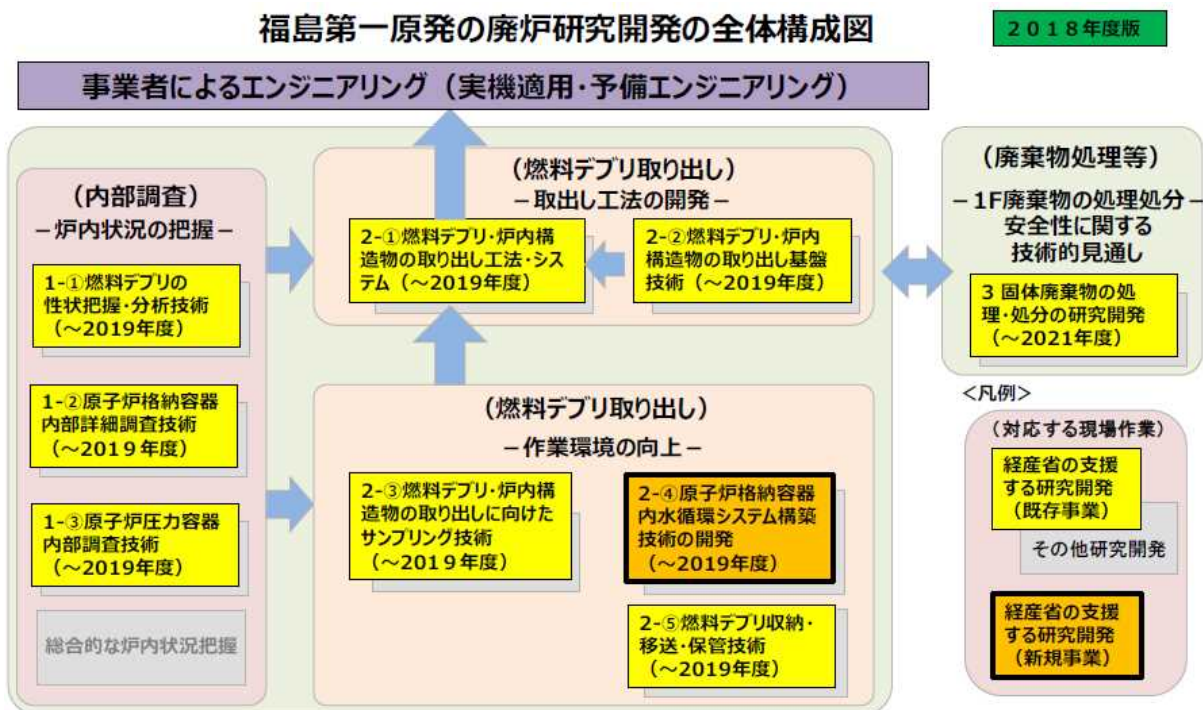 福島第一原発の廃炉研究開発の全体構成図
2018年度版
事業者によるエンジニアリング（実機適用・予備エンジニアリング）
（内部調査）
－炉内状況の把握－
1-①燃料デブリの
性状把握・分析技術
（～2019年度）
1-②原子炉格納容器
内部詳細調査技術
（～2019年度）
1-③原子炉圧力容器
内部調査技術
（～2019年度）
総合的な炉内状況把握
（燃料デブリ取り出し）
－取出し工法の開発－
2-①燃料デブリ・炉内構
造物の取り出し工法・シス
テム（～2019年度）
2-②燃料デブリ・炉内
構造物の取り出し基盤
技術（～2019年度）
（燃料デブリ取り出し）
－作業環境の向上－
2-③燃料デブリ・炉内構
造物の取り出しに向けた
サンプリング技術
（～2019年度）
2-④原子炉格納容器
内水循環システム構築
技術の開発
（～2019年度）
2-⑤燃料デブリ収納・
移送・保管技術
（～2019年度）
（廃棄物処理等）
－1F廃棄物の処理処分－
安全性に関する
技術的見通し
3 固体廃棄物の処
理・処分の研究開発
（～2021年度）
＜凡例＞
（対応する現場作業）
経産省の支援
する研究開発
（既存事業）
その他研究開発
経産省の支援
する研究開発
（新規事業）